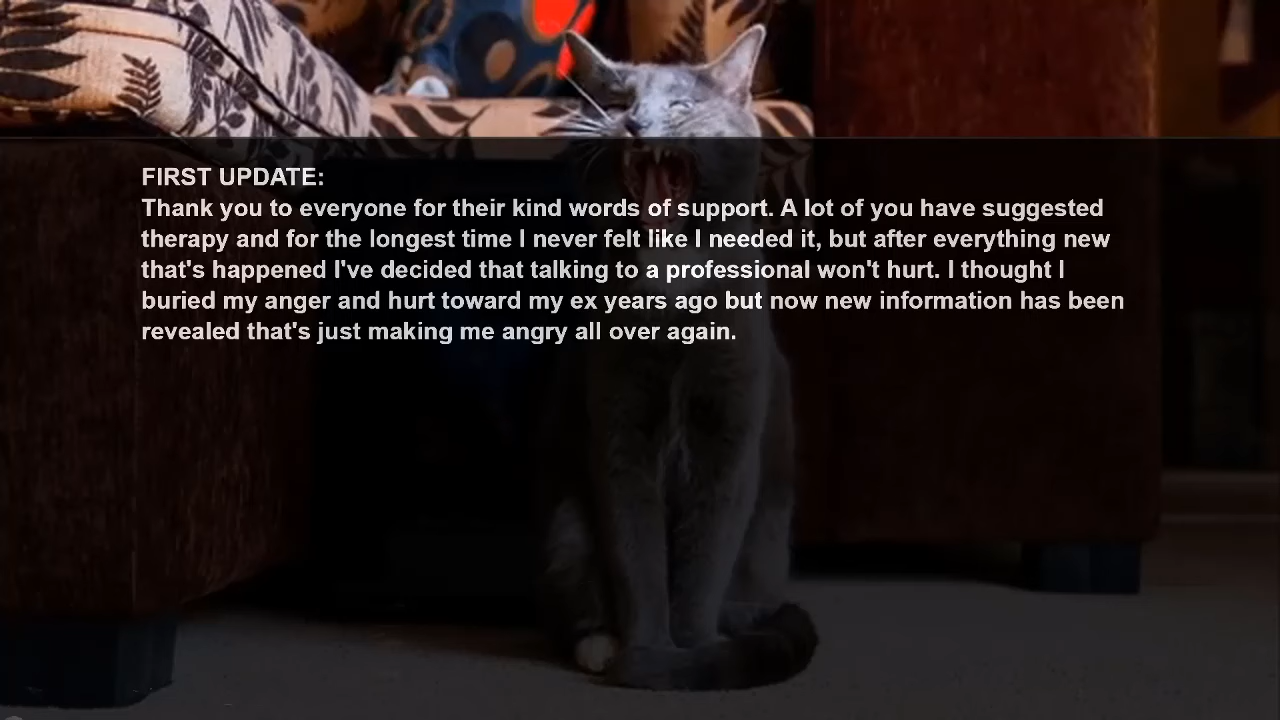 FIRST UPDATE:
Thank you to everyone for their kind words of support. A lot of you have suggested
therapy and for the longest time I never felt like I needed it, but after everything new
that's happened I've decided that talking to a professional won't hurt. I thought I
buried my anger and hurt toward my ex years ago but now new information has been
revealed that's just making me angry all over again.